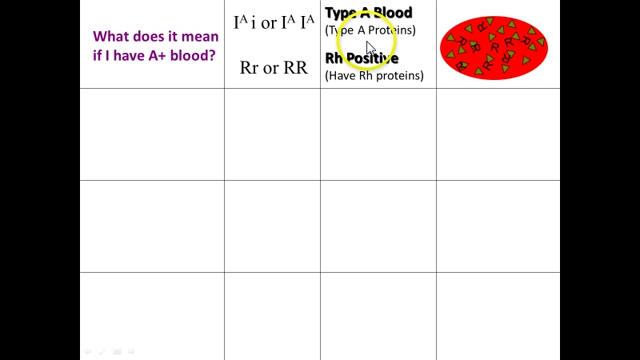 What does it mean
if I have A+ blood?
Iᴬ i or Iᴬ Iᴬ
Rr or RR
Type A Blood
(Type A Proteins)
Rh Positive
(Have Rh proteins)
R R R R R R R R R